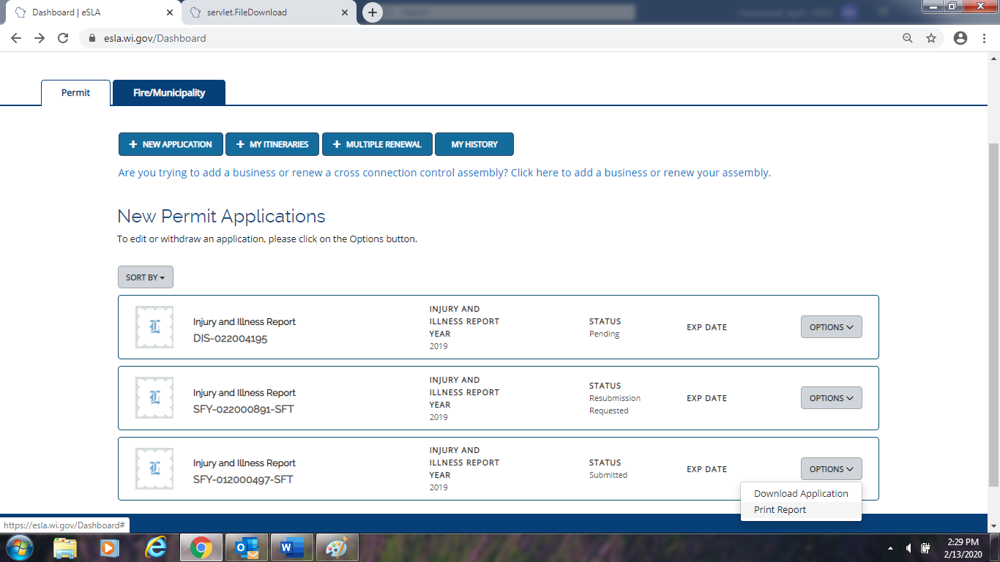 Dashboard | eSLA
servlet.FileDownload
esla.wi.gov/Dashboard
Permit
Fire/Municipality
+ NEW APPLICATION
+ MY ITINERARIES
+ MULTIPLE RENEWAL
MY HISTORY
Are you trying to add a business or renew a cross connection control assembly? Click here to add a business or renew your assembly.
New Permit Applications
To edit or withdraw an application, please click on the Options button.
SORT BY
L
Injury and Illness Report
DIS-022004195
INJURY AND
ILLNESS REPORT
YEAR
2019
STATUS
Pending
EXP DATE
OPTIONS
L
Injury and Illness Report
SFY-022000891-SFT
INJURY AND
ILLNESS REPORT
YEAR
2019
STATUS
Resubmission
Requested
EXP DATE
OPTIONS
L
Injury and Illness Report
SFY-012000497-SFT
INJURY AND
ILLNESS REPORT
YEAR
2019
STATUS
Submitted
EXP DATE
OPTIONS
Download Application
Print Report
https://esla.wi.gov/Dashboard#
2:29 PM
2/13/2020